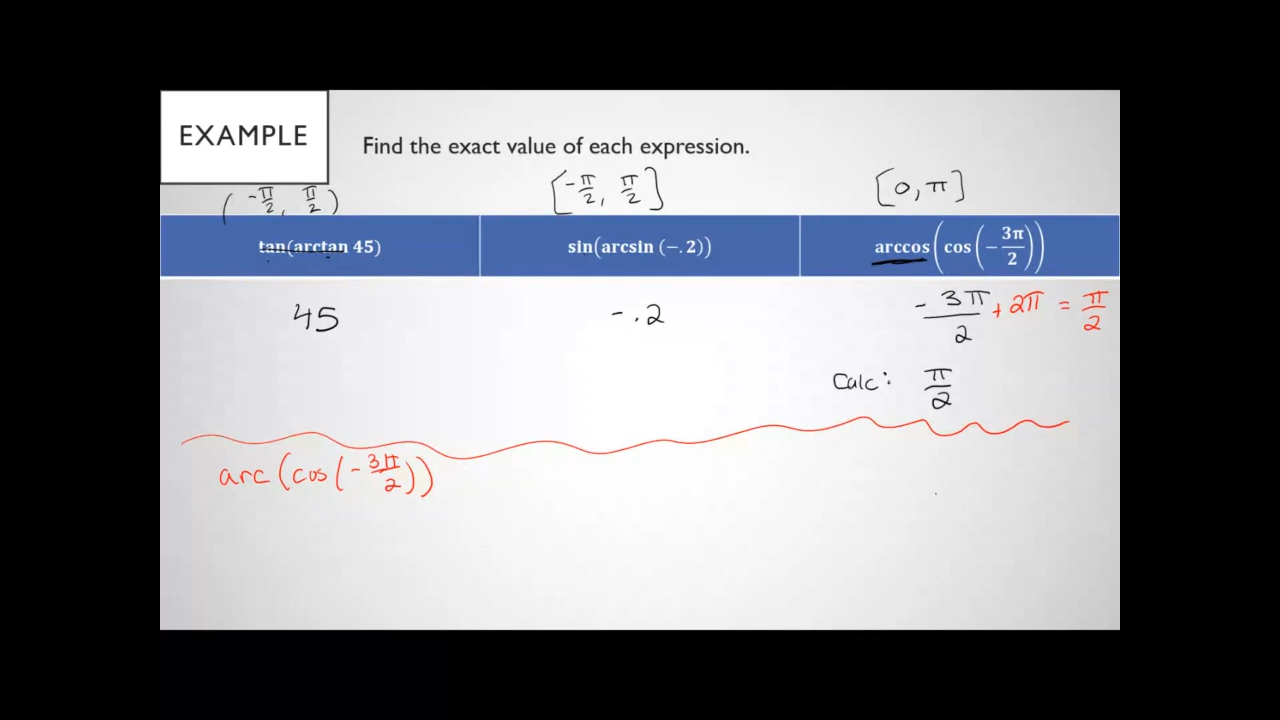 EXAMPLE
Find the exact value of each expression.
(-π/2, π/2)
[-π/2, π/2]
[0, π]
tan(arctan 45)
sin(arcsin (-.2))
arccos(cos(-3π/2))
45
-.2
-3π/2 + 2π = π/2
Calc: π/2
arc(cos(-3π/2))